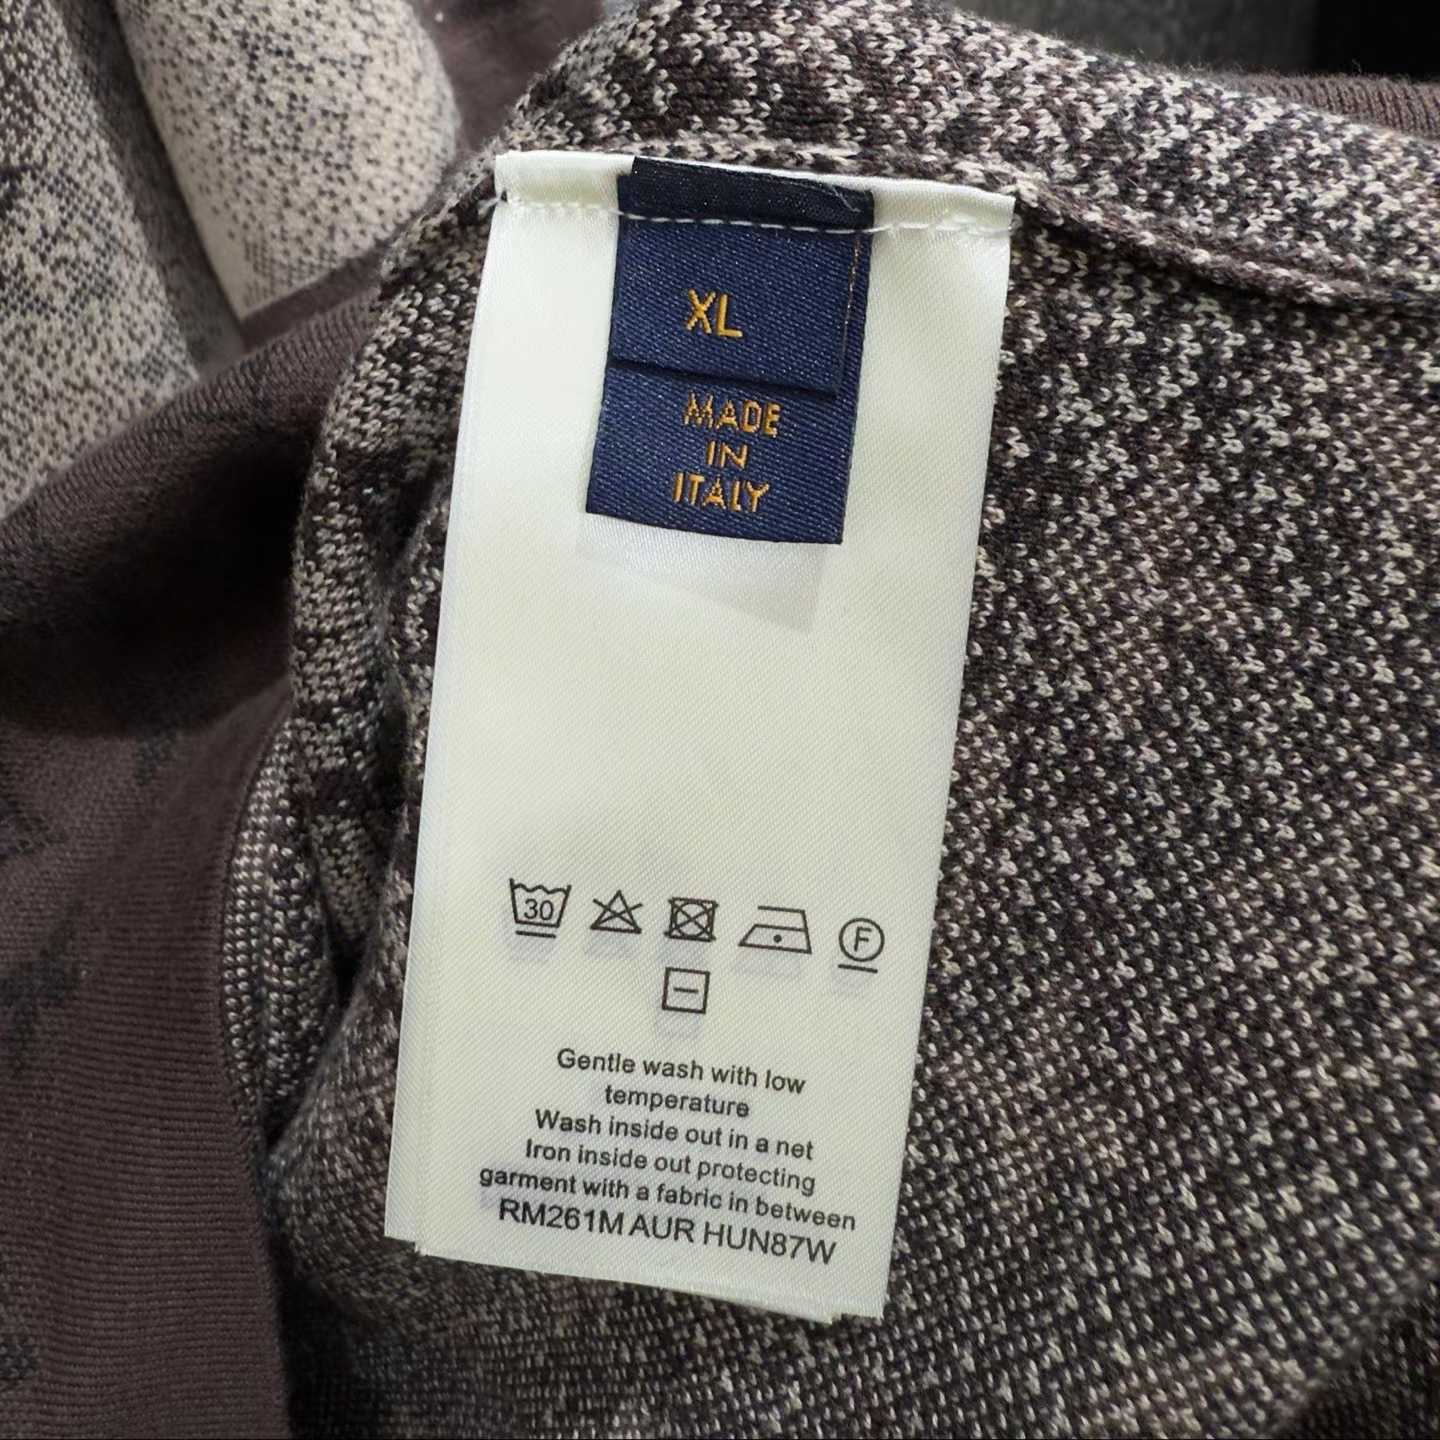 XL
MADE
IN
ITALY
30
F
Gentle wash with low
temperature
Wash inside out in a net
Iron inside out protecting
garment with a fabric in between
RM261M AUR HUN87W